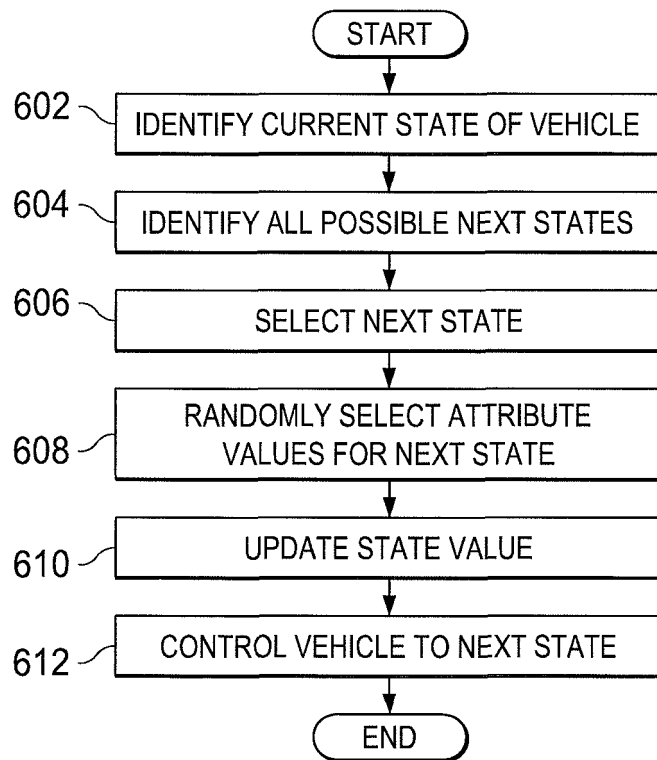 START
602
IDENTIFY CURRENT STATE OF VEHICLE
604
IDENTIFY ALL POSSIBLE NEXT STATES
606
SELECT NEXT STATE
608
RANDOMLY SELECT ATTRIBUTE
VALUES FOR NEXT STATE
610
UPDATE STATE VALUE
612
CONTROL VEHICLE TO NEXT STATE
END